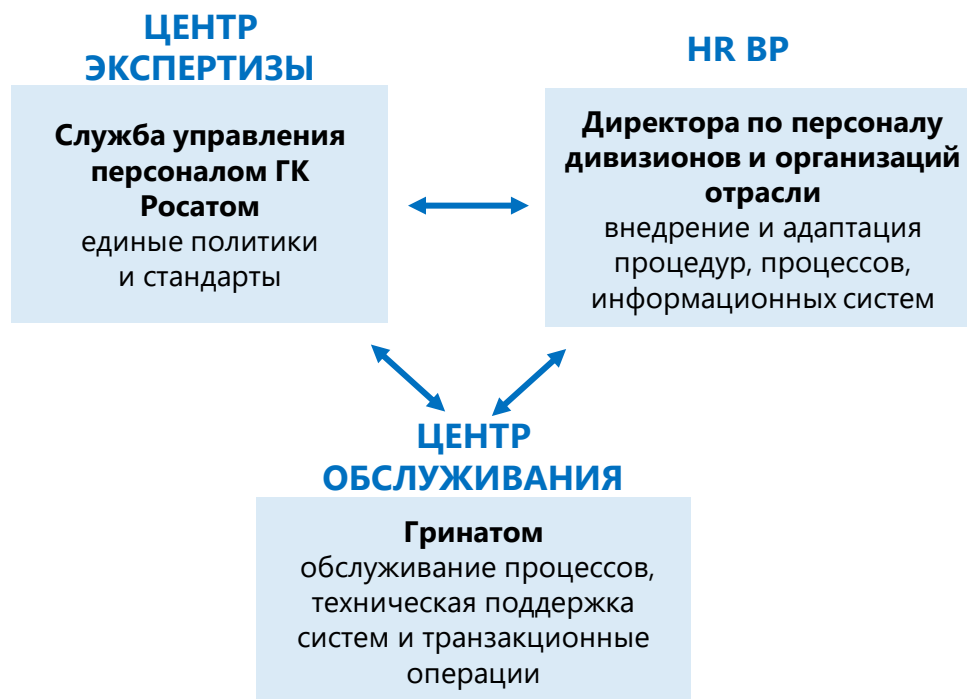 ЦЕНТР
ЭКСПЕРТИЗЫ
Служба управления
персоналом ГК
Росатом
единые политики
и стандарты
HR BP
Директора по персоналу
дивизионов и организаций
отрасли
внедрение и адаптация
процедур, процессов,
информационных систем
ЦЕНТР
ОБСЛУЖИВАНИЯ
Гринатом
обслуживание процессов,
техническая поддержка
систем и транзакционные
операции